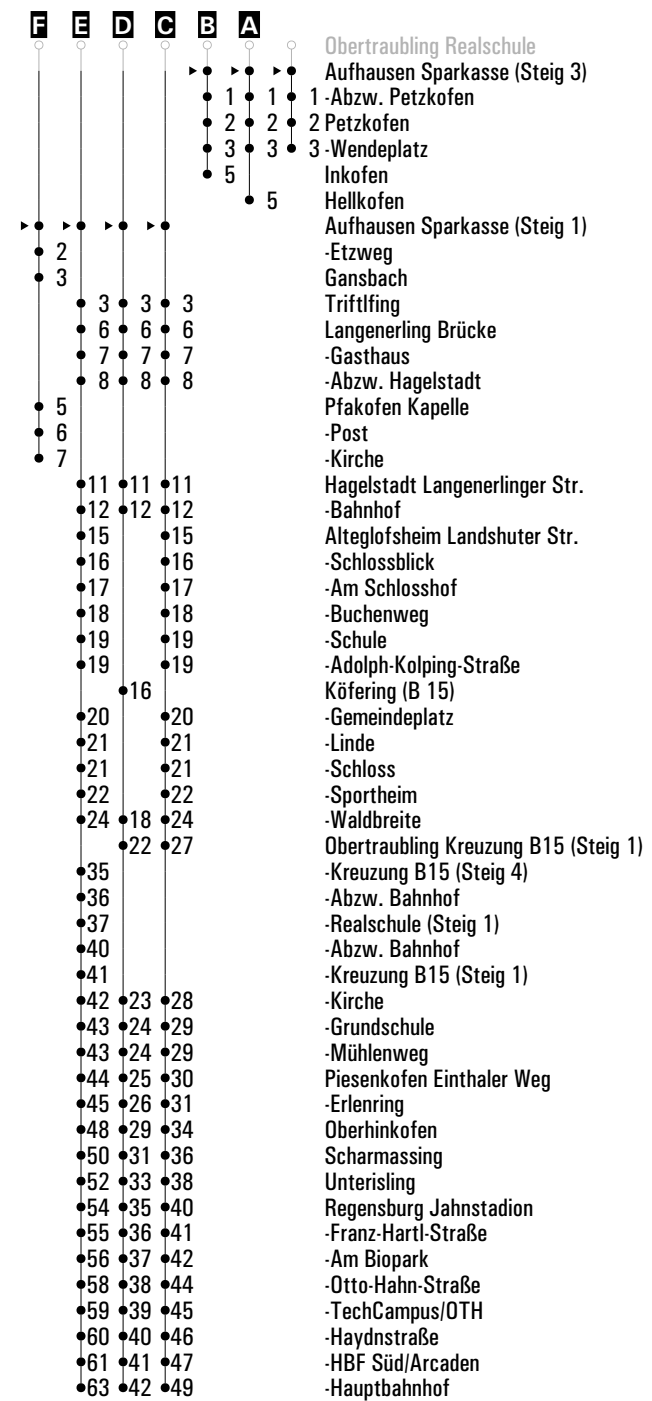 F E D C B A
Obertraubling Realschule
Aufhausen Sparkasse (Steig 3)
1 1 1 -Abzw. Petzkofen
2 2 2 Petzkofen
3 3 3 -Wendeplatz
5 Inkofen
5 Hellkofen
Aufhausen Sparkasse (Steig 1)
2 -Etzweg
3 Gansbach
3 3 3 Triftlfing
6 6 6 Langenerling Brücke
7 7 7 -Gasthaus
8 8 8 -Abzw. Hagelstadt
5 Pfakofen Kapelle
6 -Post
7 -Kirche
11 11 11 Hagelstadt Langenerlinger Str.
12 12 12 -Bahnhof
15 15 Alteglofsheim Landshuter Str.
16 16 -Schlossblick
17 17 -Am Schlosshof
18 18 -Buchenweg
19 19 -Schule
19 19 -Adolph-Kolping-Straße
16 Köfering (B 15)
20 20 -Gemeindeplatz
21 21 -Linde
21 21 -Schloss
22 22 -Sportheim
24 18 24 -Waldbreite
22 27 Obertraubling Kreuzung B15 (Steig 1)
35 -Kreuzung B15 (Steig 4)
36 -Abzw. Bahnhof
37 -Realschule (Steig 1)
40 -Abzw. Bahnhof
41 -Kreuzung B15 (Steig 1)
42 23 28 -Kirche
43 24 29 -Grundschule
43 24 29 -Mühlenweg
44 25 30 Piesenkofen Einthaler Weg
45 26 31 -Erlenring
48 29 34 Oberhinkofen
50 31 36 Scharmassing
52 33 38 Unterisling
54 35 40 Regensburg Jahnstadion
55 36 41 -Franz-Hartl-Straße
56 37 42 -Am Biopark
58 38 44 -Otto-Hahn-Straße
59 39 45 -TechCampus/OTH
60 40 46 -Haydnstraße
61 41 47 -HBF Süd/Arcaden
63 42 49 -Hauptbahnhof